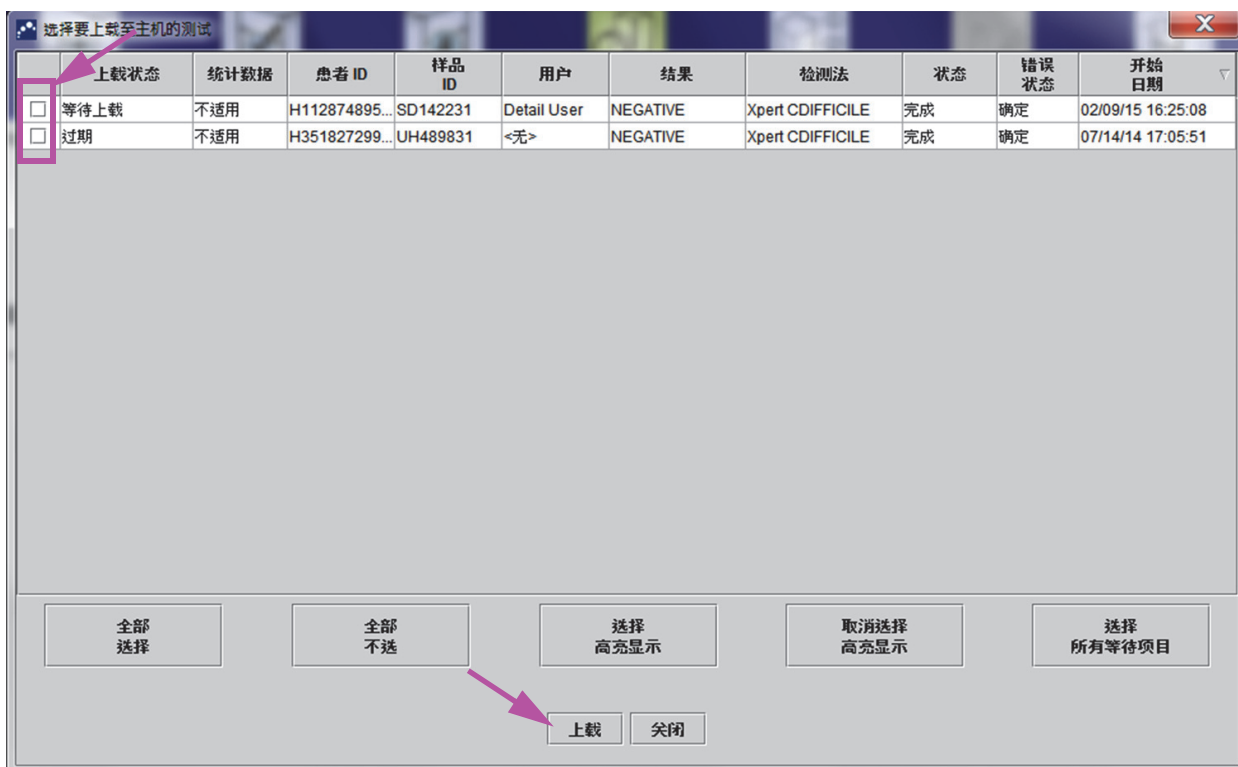 选择要上载至主机的测试
上载状态 统计数据 患者 ID 样品 ID 用户 结果 检测法 状态 错误状态 开始日期
等待上载 不适用 H112874895... SD142231 Detail User NEGATIVE Xpert CDIFFICILE 完成 确定 02/09/15 16:25:08
过期 不适用 H351827299... UH489831 <无> NEGATIVE Xpert CDIFFICILE 完成 确定 07/14/14 17:05:51
全部 全部 选择 取消选择 选择
选择 不选 高亮显示 高亮显示 所有等待项目
上载 关闭